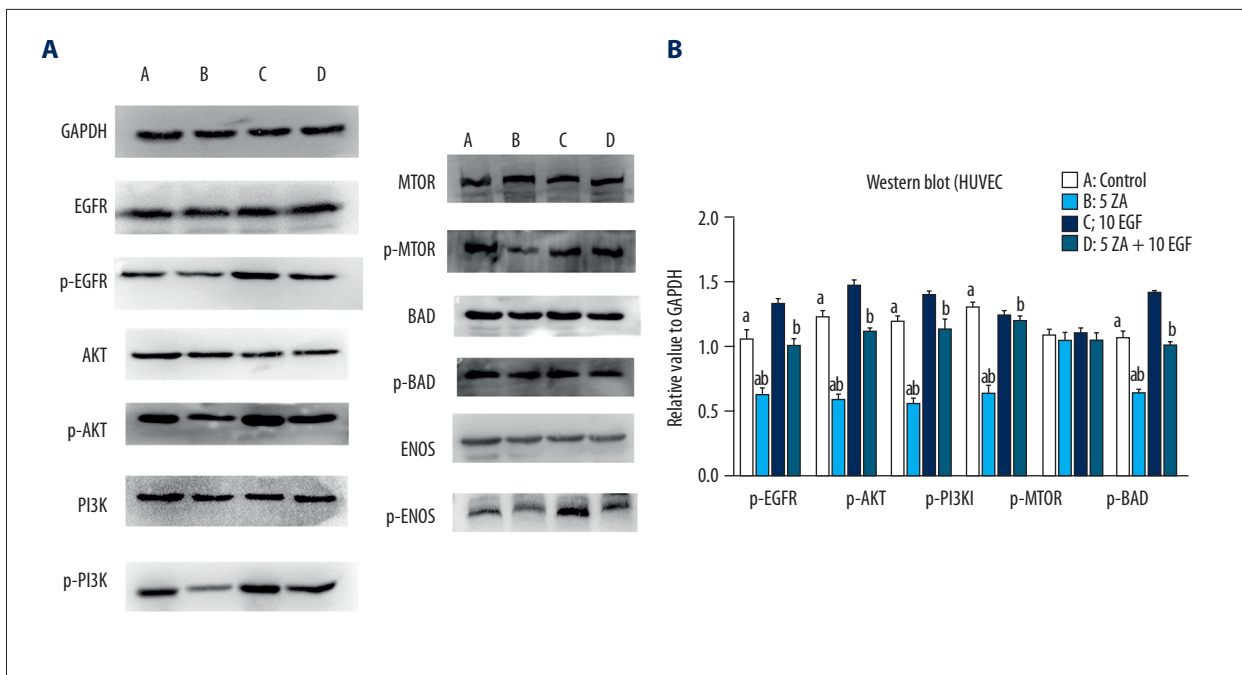 A
A B C D
GAPDH
EGFR
p-EGFR
AKT
p-AKT
PI3K
p-PI3K
A B C D
MTOR
p-MTOR
BAD
p-BAD
ENOS
p-ENOS
B
Western blot (HUVEC
A: Control
B: 5 ZA
C; 10 EGF
D: 5 ZA + 10 EGF
Relative value to GAPDH
2.0
1.5
1.0
0.5
0.0
a ab b
a ab b
a ab b
a ab b
a ab b
p-EGFR p-AKT p-PI3KI p-MTOR p-BAD